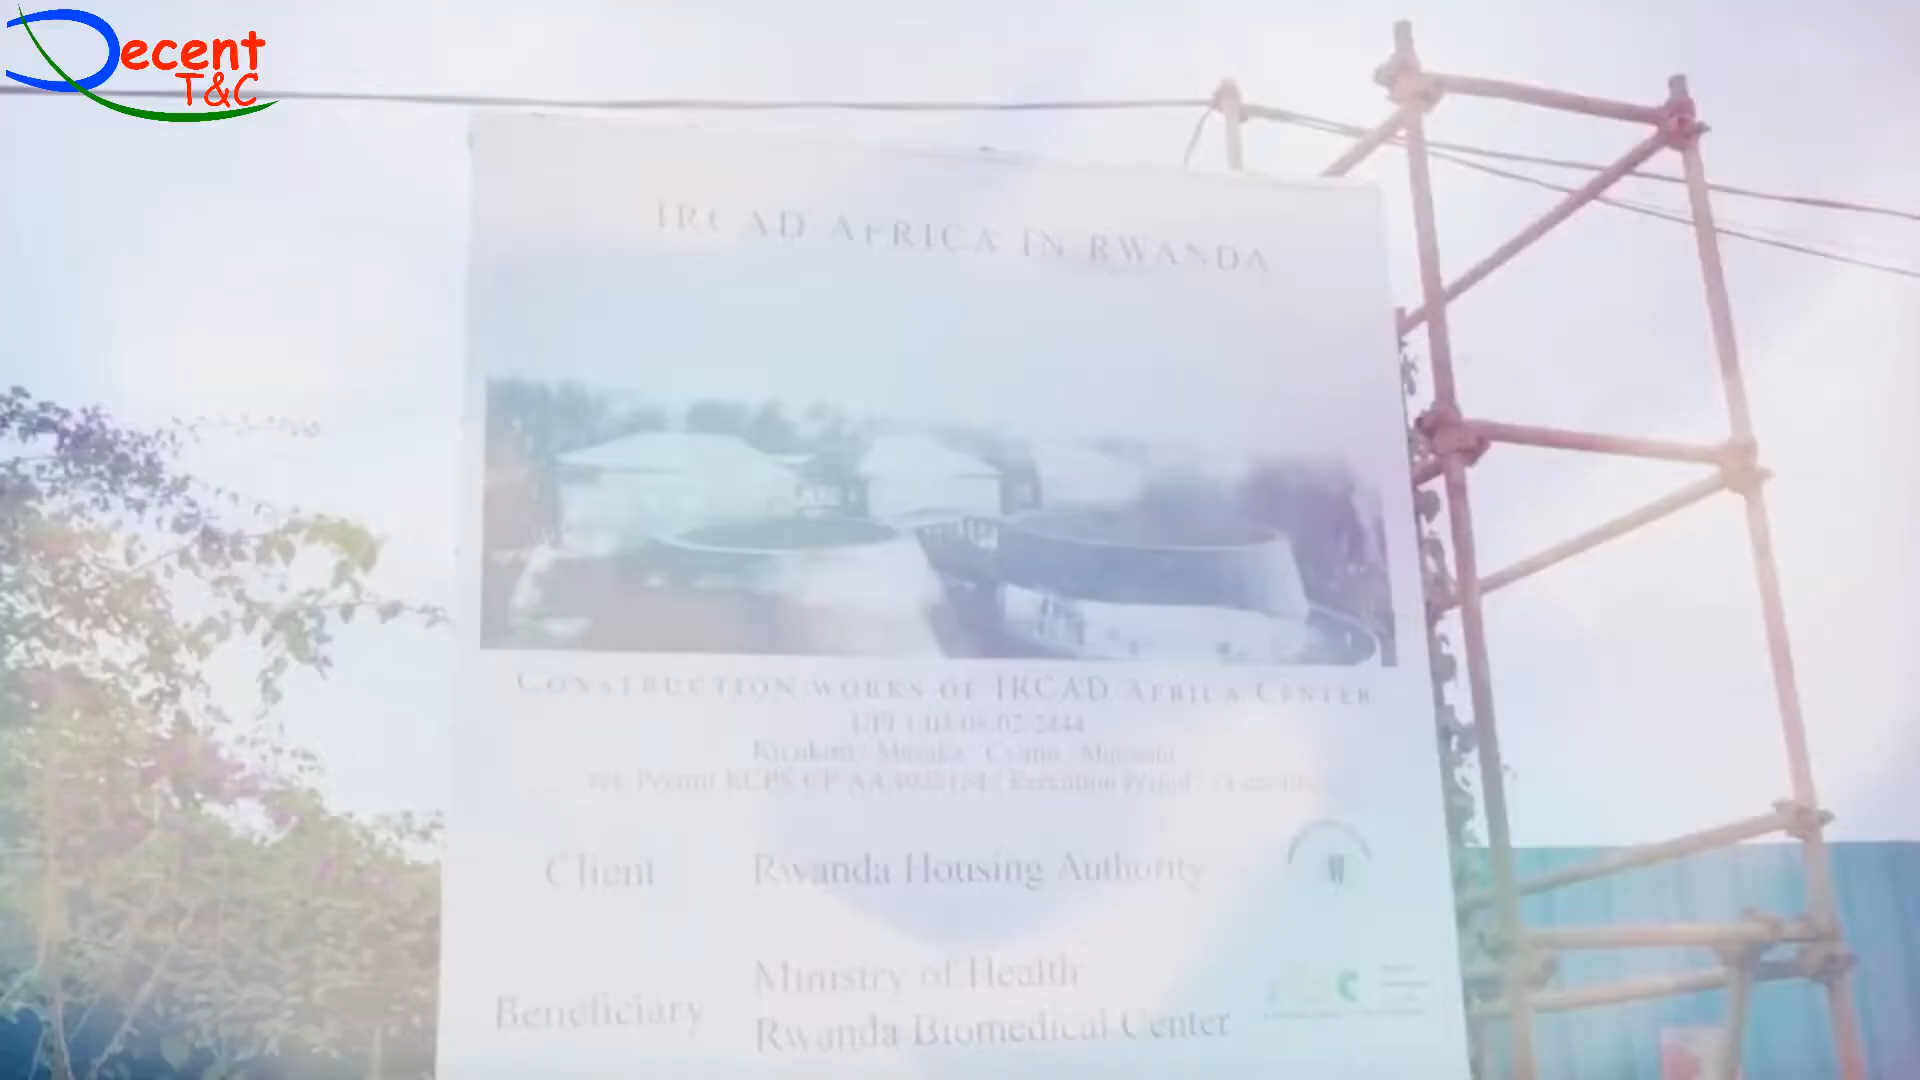 Decent
T&C
IRCAD AFRICA IN RWANDA
CONSTRUCTION WORKS OF IRCAD AFRICA CENTER
UPI
Client
Rwanda Housing Authority
Beneficiary
Ministry of Health
Rwanda Biomedical Center